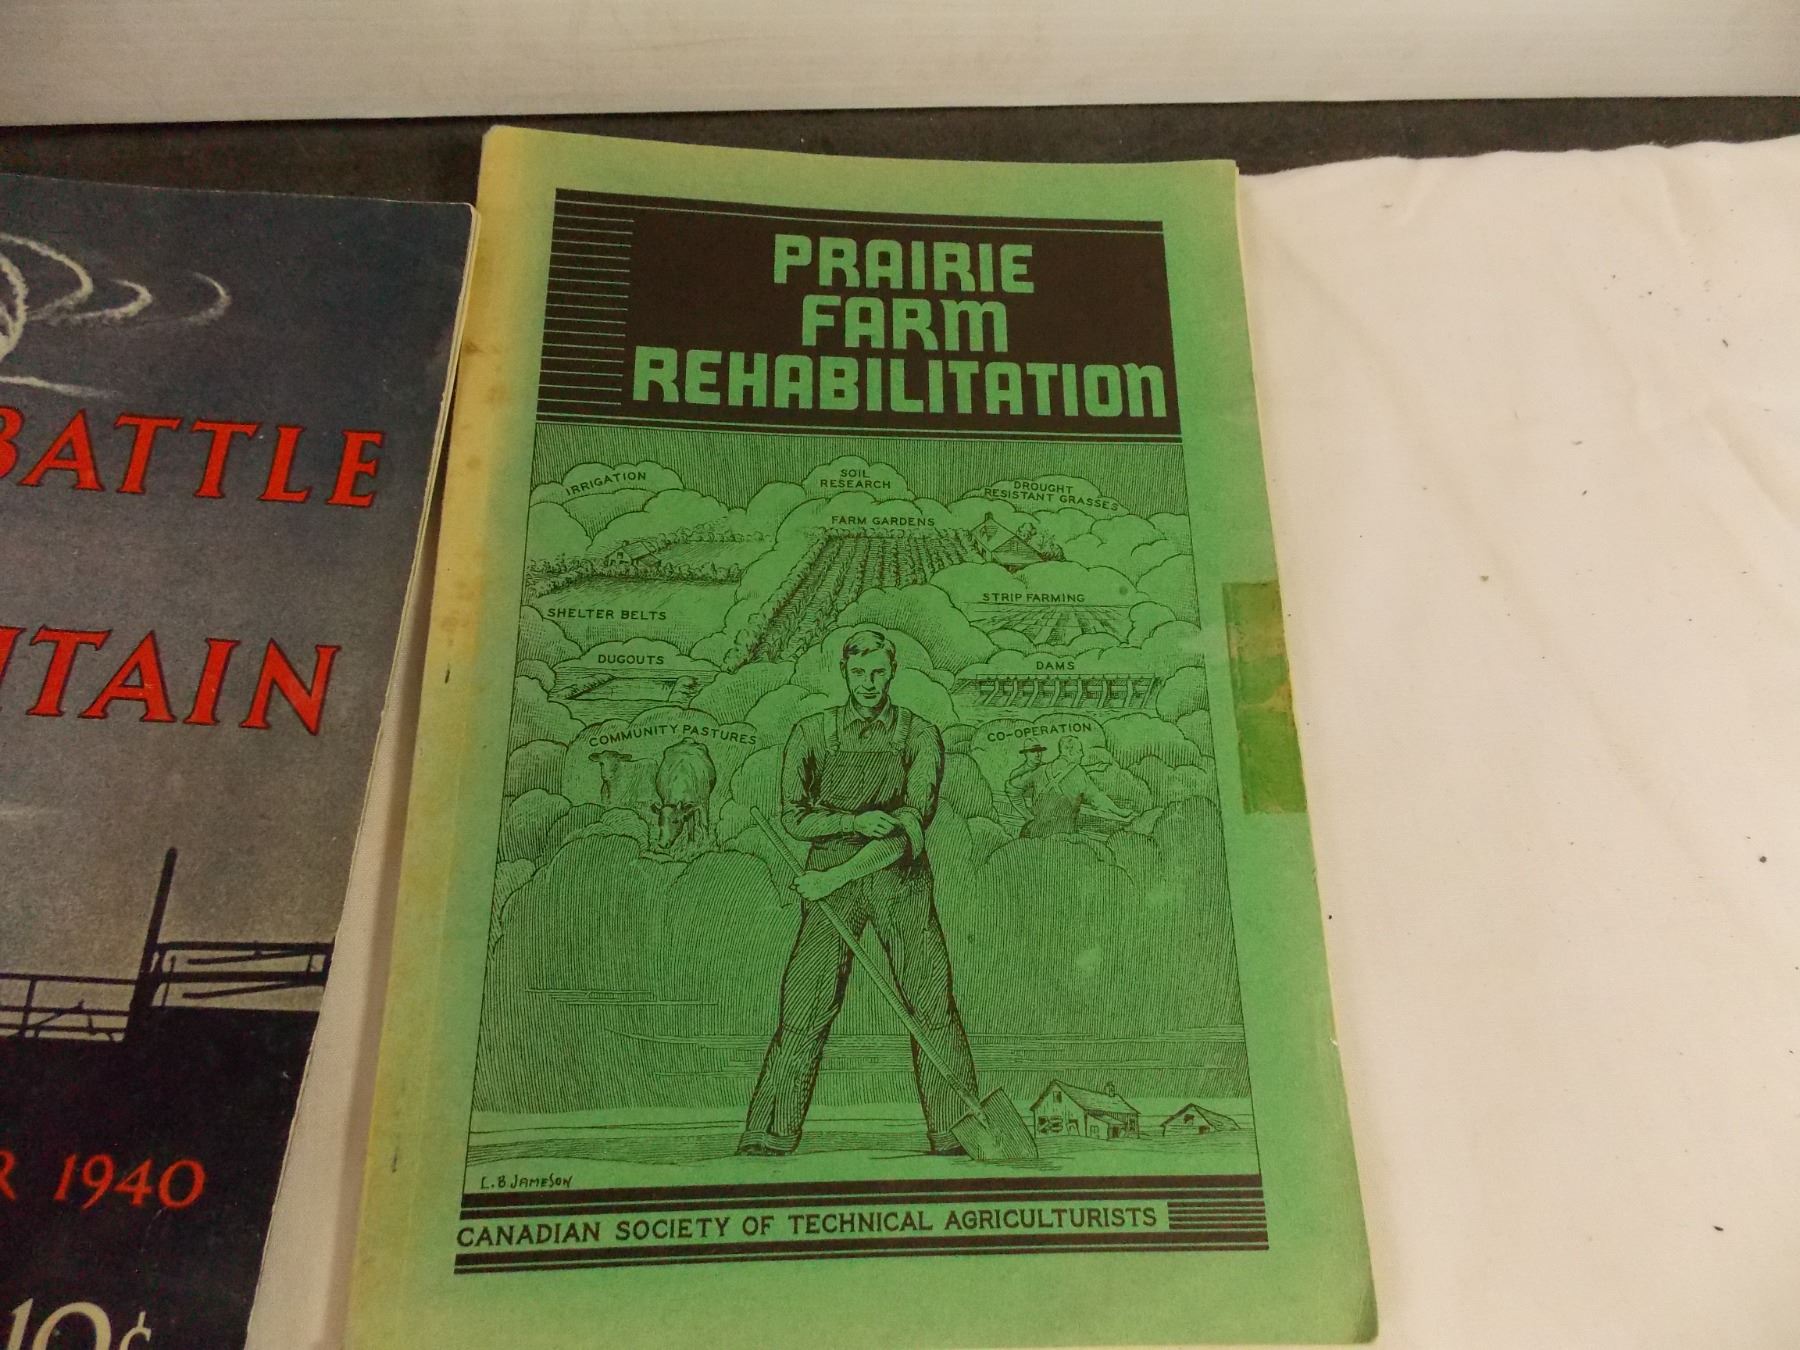 BATTLE
1940
10¢
PRAIRIE
FARM
REHABILITATION
IRRIGATION
SOIL
RESEARCH
DROUGHT
RESISTANT GRASSES
FARM GARDENS
SHELTER BELTS
STRIP FARMING
DUGOUTS
DAMS
COMMUNITY PASTURES
CO-OPERATION
L.B JAMESON
CANADIAN SOCIETY OF TECHNICAL AGRICULTURISTS